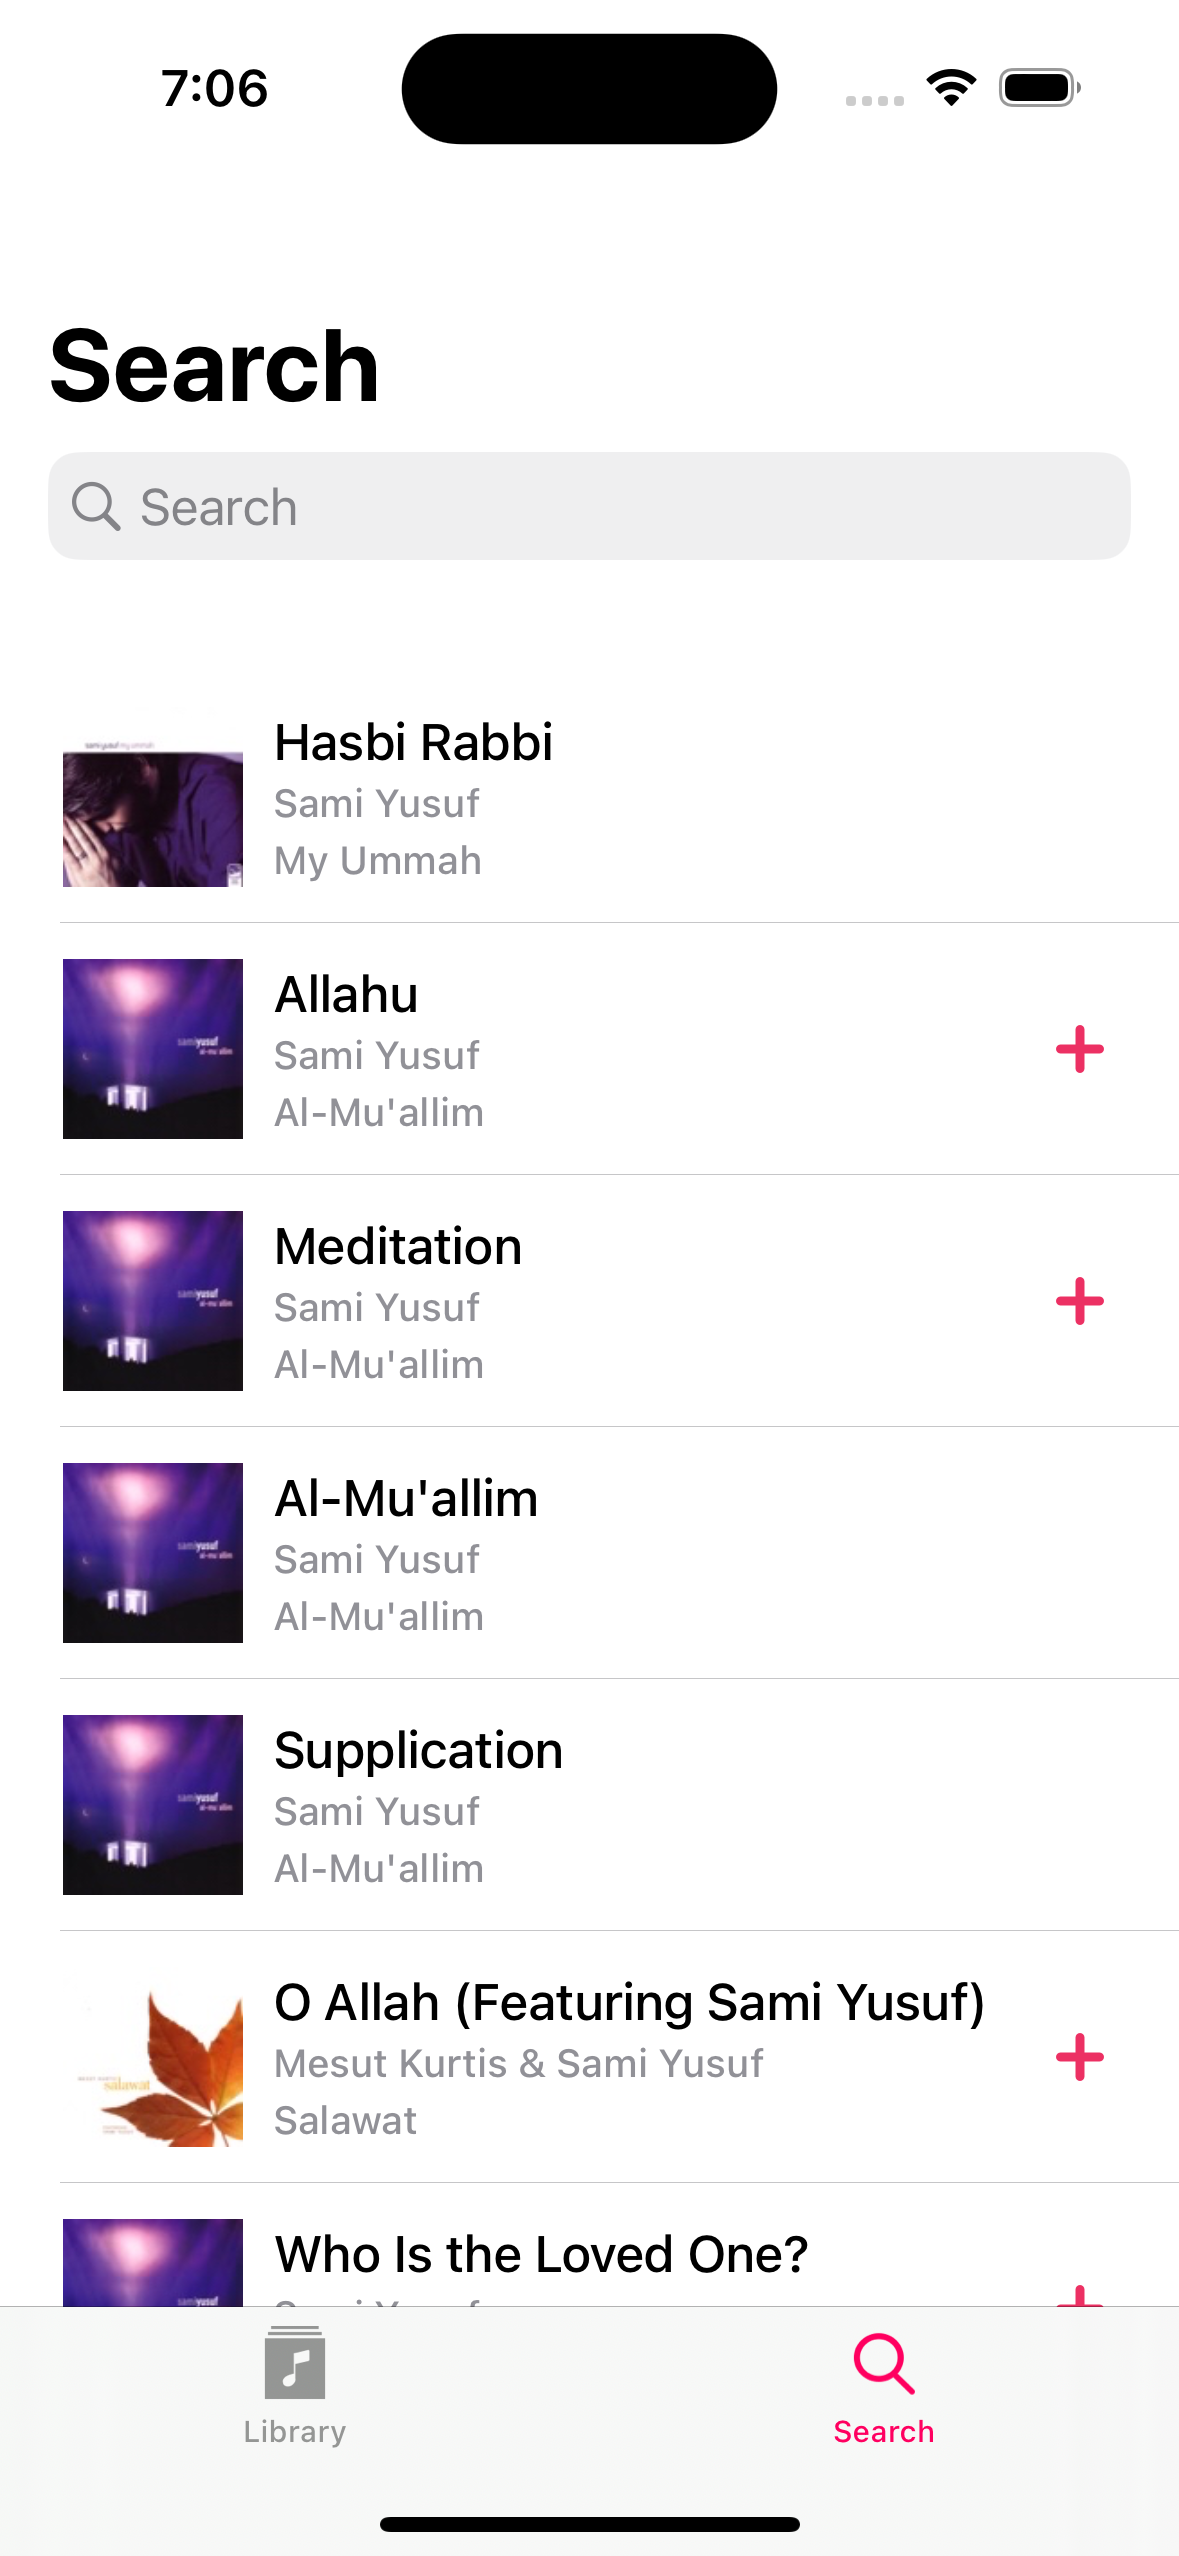 7:06
Search
Search
Hasbi Rabbi
Sami Yusuf
My Ummah
Allahu
Sami Yusuf
Al-Mu'allim
Meditation
Sami Yusuf
Al-Mu'allim
Al-Mu'allim
Sami Yusuf
Al-Mu'allim
Supplication
Sami Yusuf
Al-Mu'allim
O Allah (Featuring Sami Yusuf)
Mesut Kurtis & Sami Yusuf
Salawat
Who Is the Loved One?
Library
Search